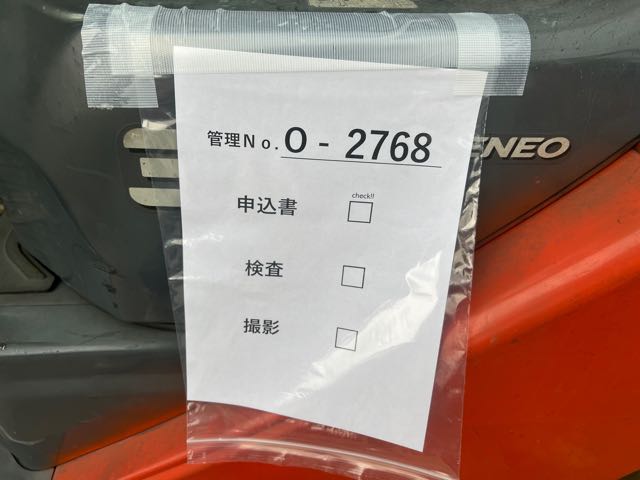 管理No. O - 2768
ENEO
check!!
申込書 □
検査 □
撮影 □